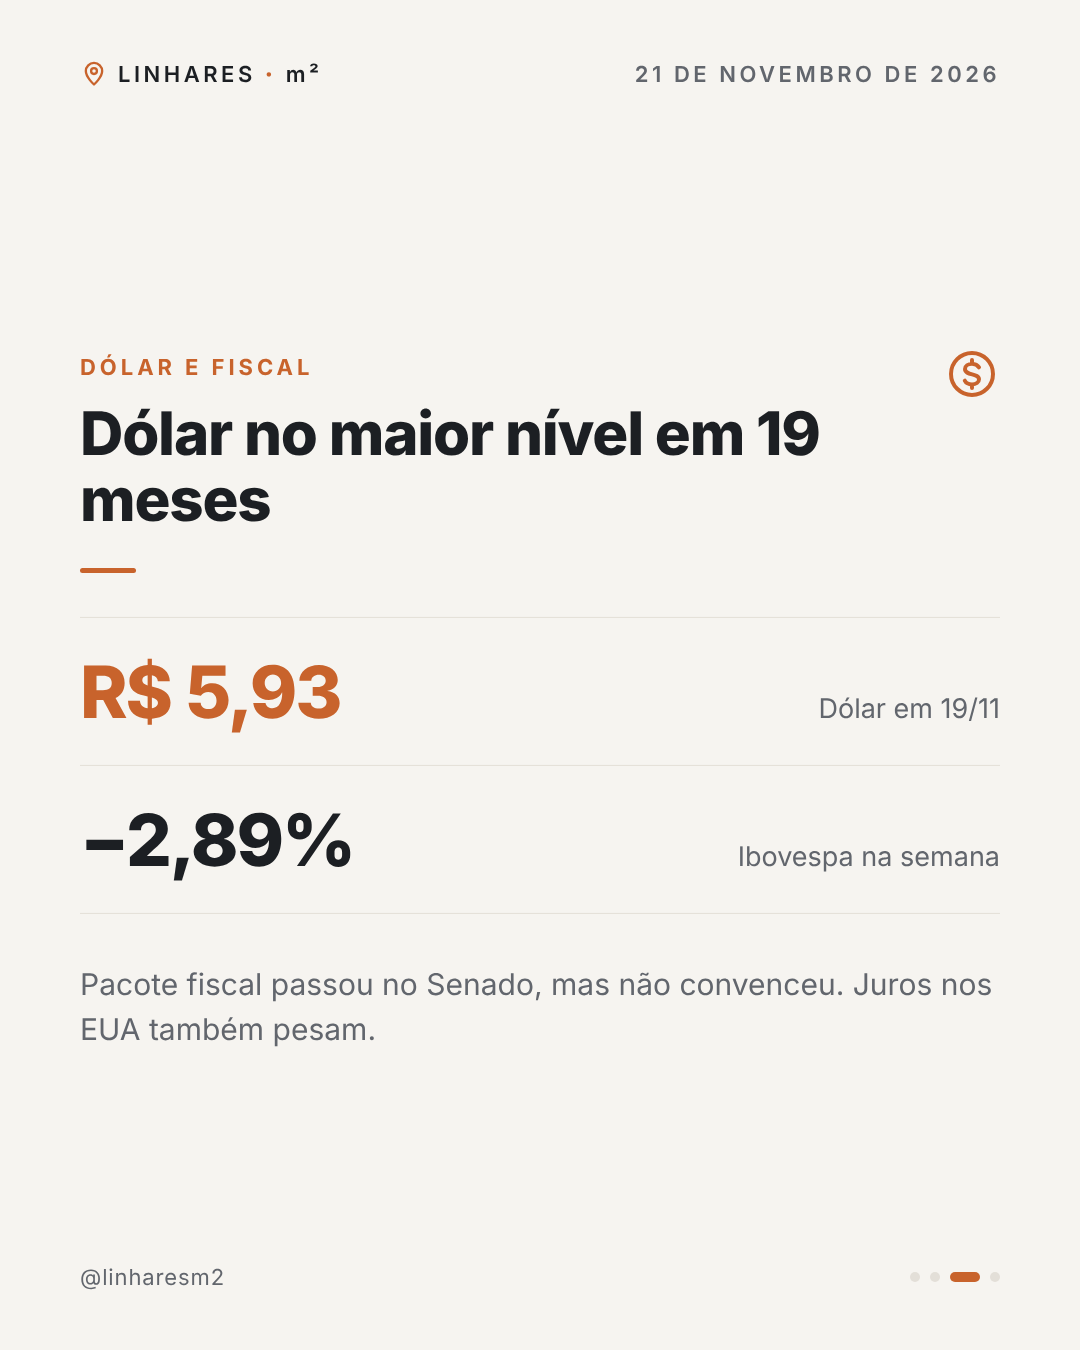 LINHARES · m²
21 DE NOVEMBRO DE 2026
DÓLAR E FISCAL
Dólar no maior nível em 19
meses
R$ 5,93
Dólar em 19/11
−2,89%
Ibovespa na semana
Pacote fiscal passou no Senado, mas não convenceu. Juros nos
EUA também pesam.
@linharesm2